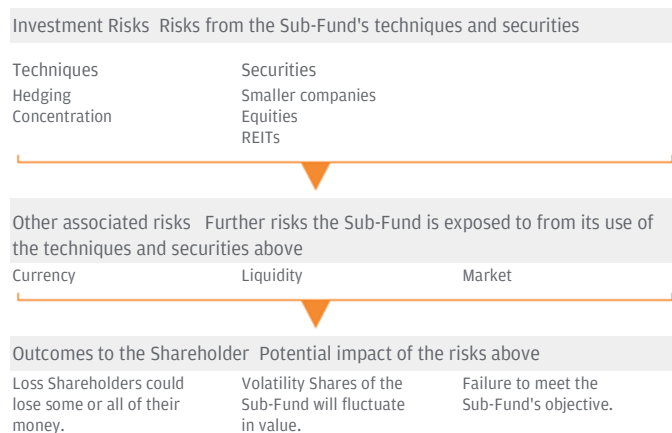 Investment Risks Risks from the Sub-Fund's techniques and securities
Techniques Securities
Hedging Smaller companies
Concentration Equities
REITs
Other associated risks Further risks the Sub-Fund is exposed to from its use of
the techniques and securities above
Currency Liquidity Market
Outcomes to the Shareholder Potential impact of the risks above
Loss Shareholders could Volatility Shares of the Failure to meet the
lose some or all of their Sub-Fund will fluctuate Sub-Fund's objective.
money. in value.